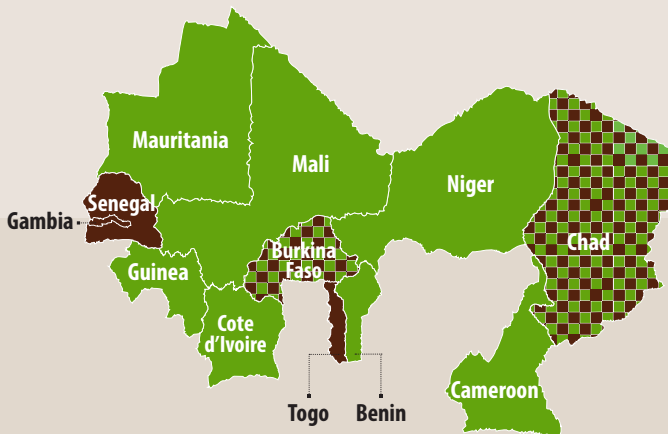 Mauritania
Mali
Niger
Senegal
Gambia
Chad
Burkina
Faso
Guinea
Cote
d'Ivoire
Cameroon
Togo
Benin